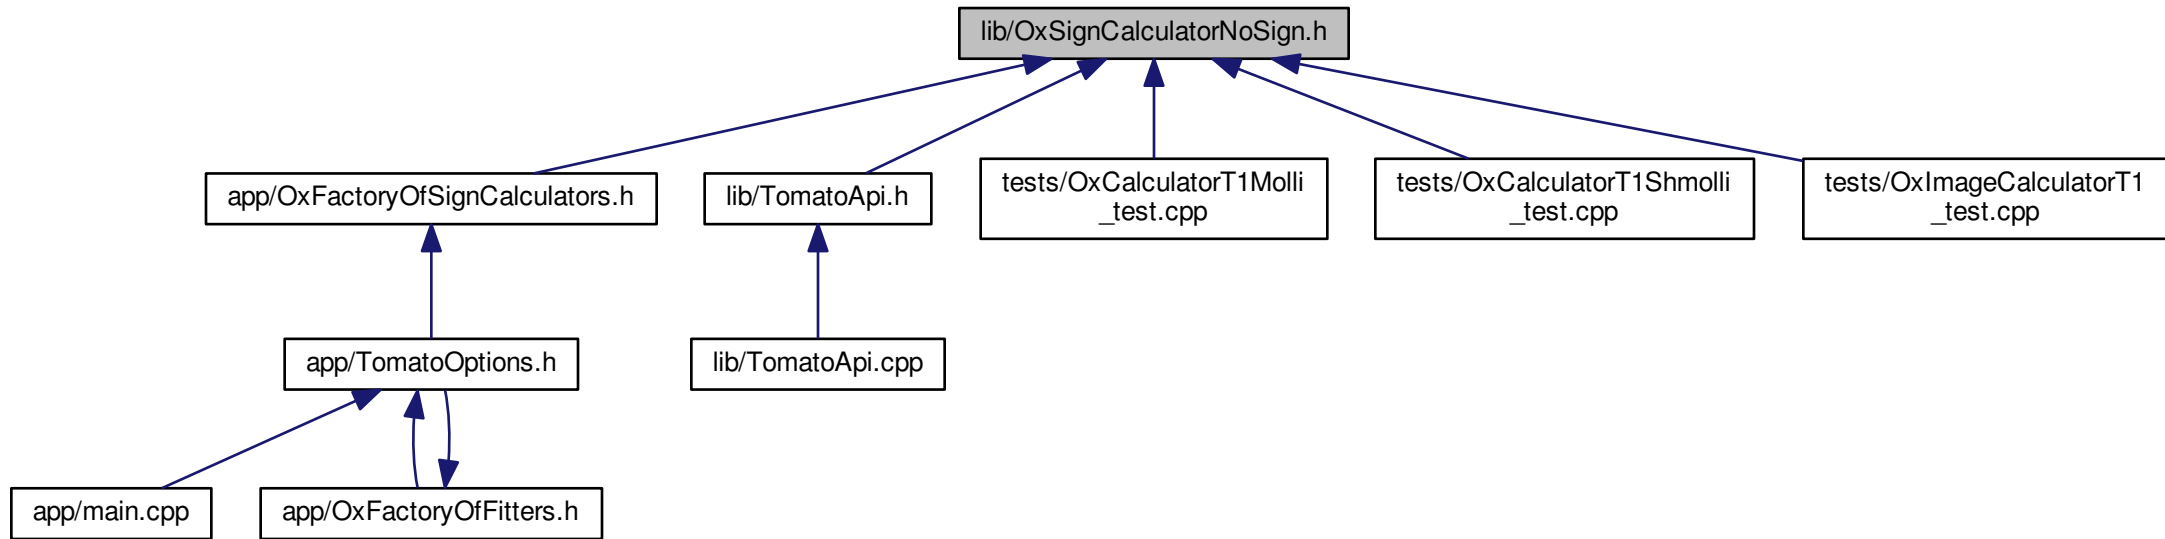 lib/OxSignCalculatorNoSign.h
app/OxFactoryOfSignCalculators.h
lib/TomatoApi.h
tests/OxCalculatorT1Molli
_test.cpp
tests/OxCalculatorT1Shmolli
_test.cpp
tests/OxImageCalculatorT1
_test.cpp
app/TomatoOptions.h
lib/TomatoApi.cpp
app/main.cpp
app/OxFactoryOfFitters.h